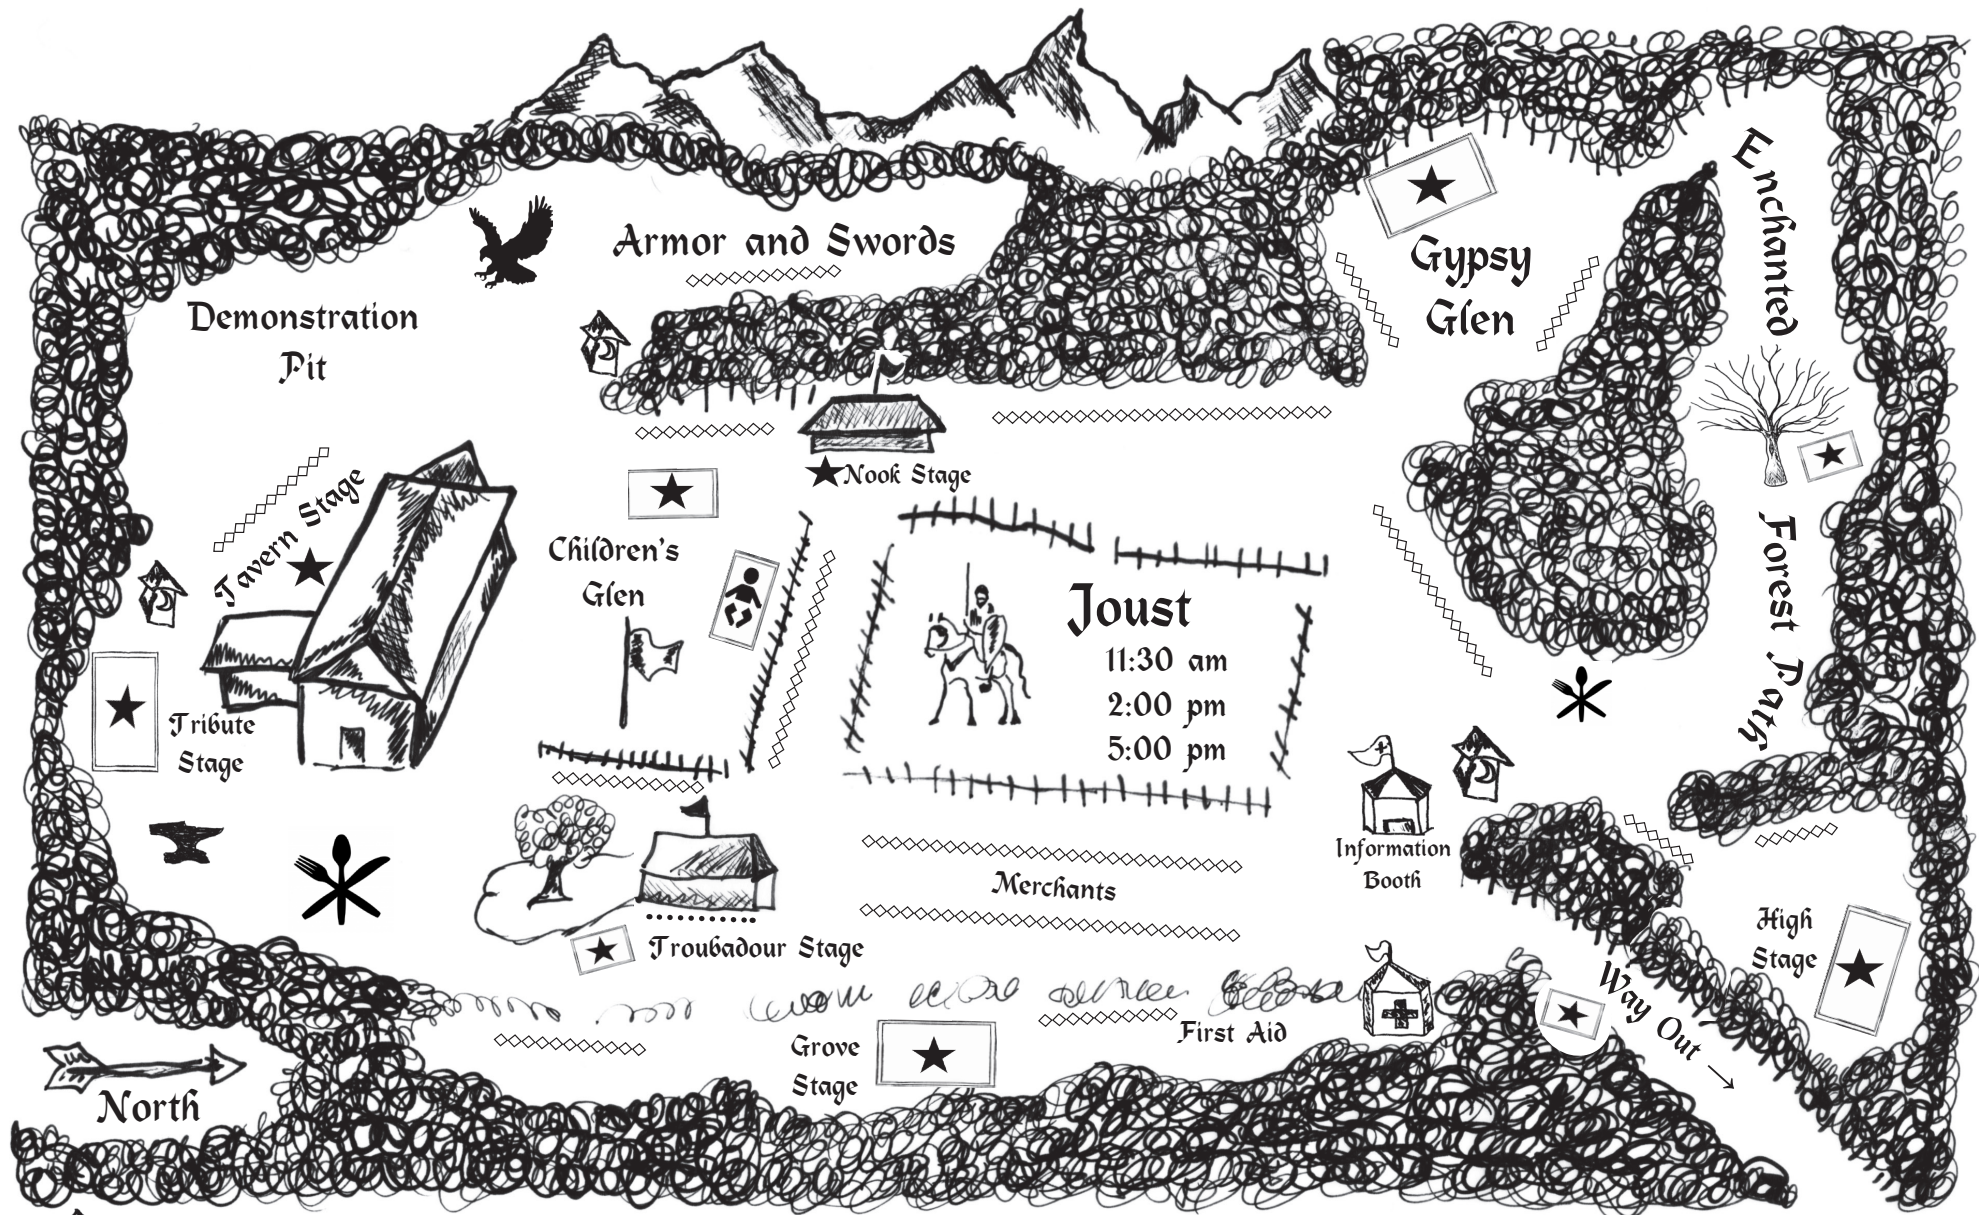 Armor and Swords
Gypsy
Glen
Enchanted
Forest Path
Demonstration
Pit
Tavern Stage
Nook Stage
Children's
Glen
Joust
11:30 am
2:00 pm
5:00 pm
Tribute
Stage
Information
Booth
Merchants
Troubadour Stage
High
Stage
Way Out →
First Aid
Grove
Stage
North